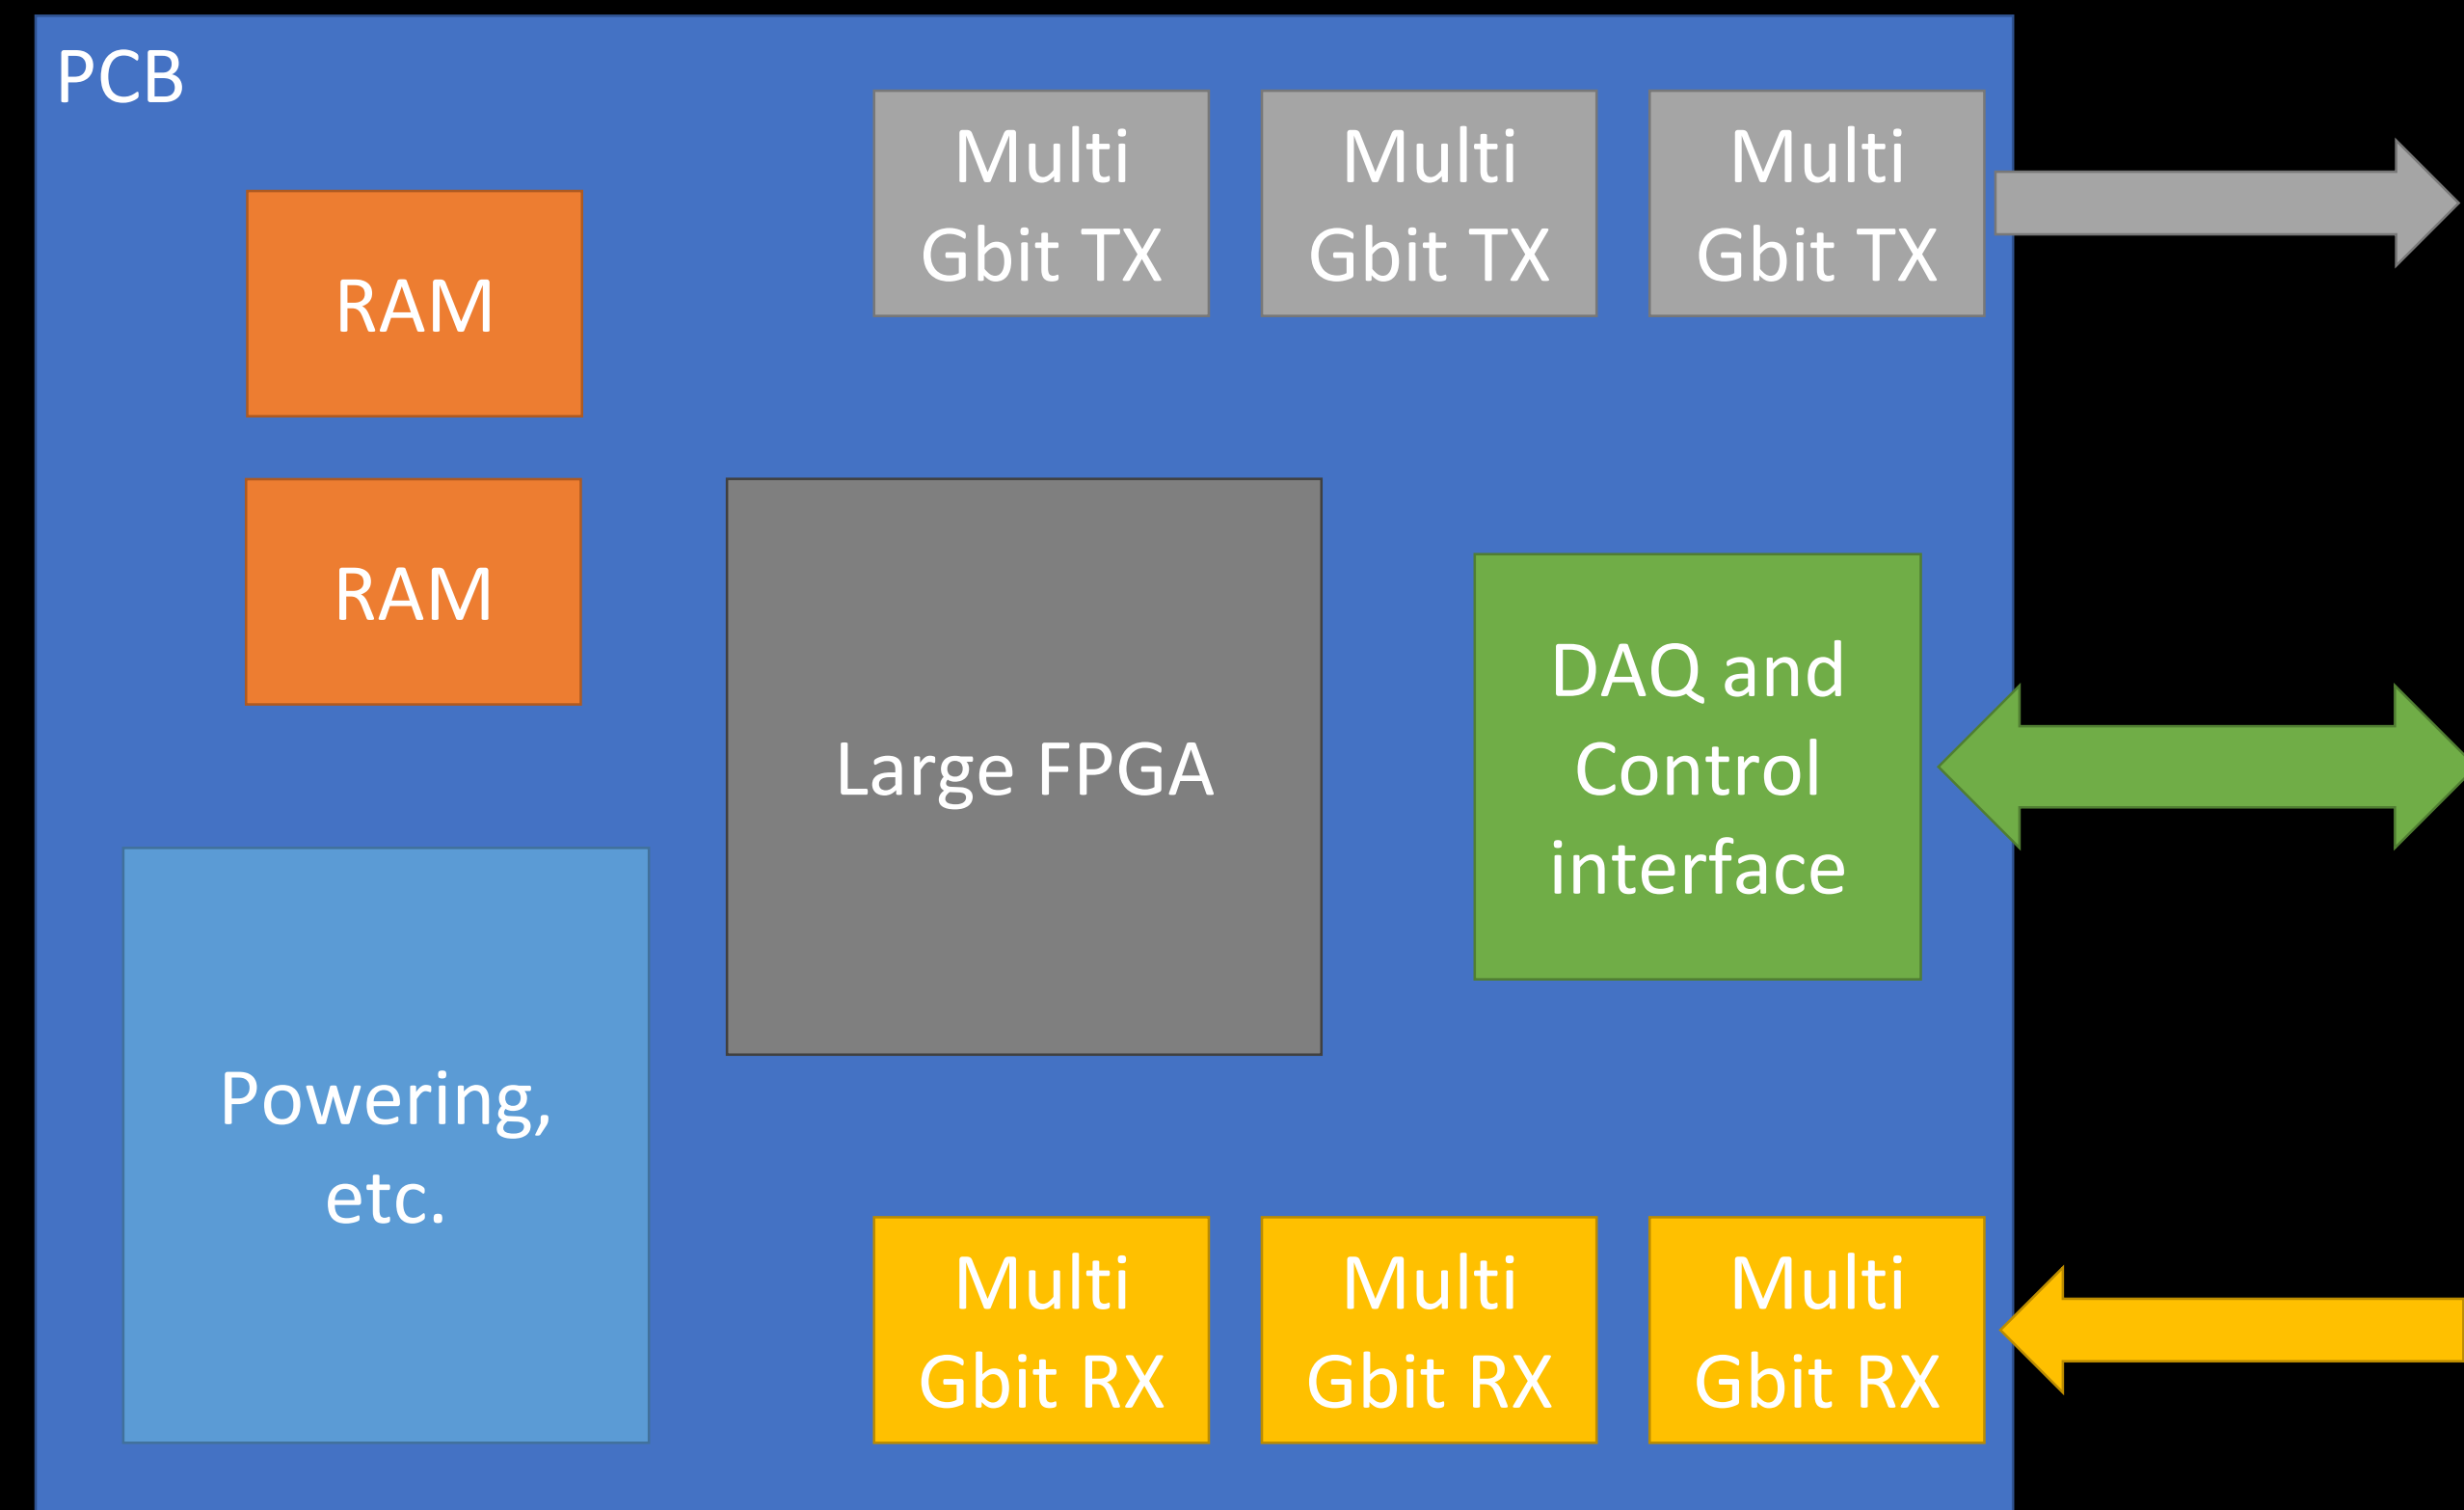 PCB
Multi
Gbit TX
Multi
Gbit TX
Multi
Gbit TX
RAM
RAM
Large FPGA
DAQ and
Control
interface
Powering,
etc.
Multi
Gbit RX
Multi
Gbit RX
Multi
Gbit RX